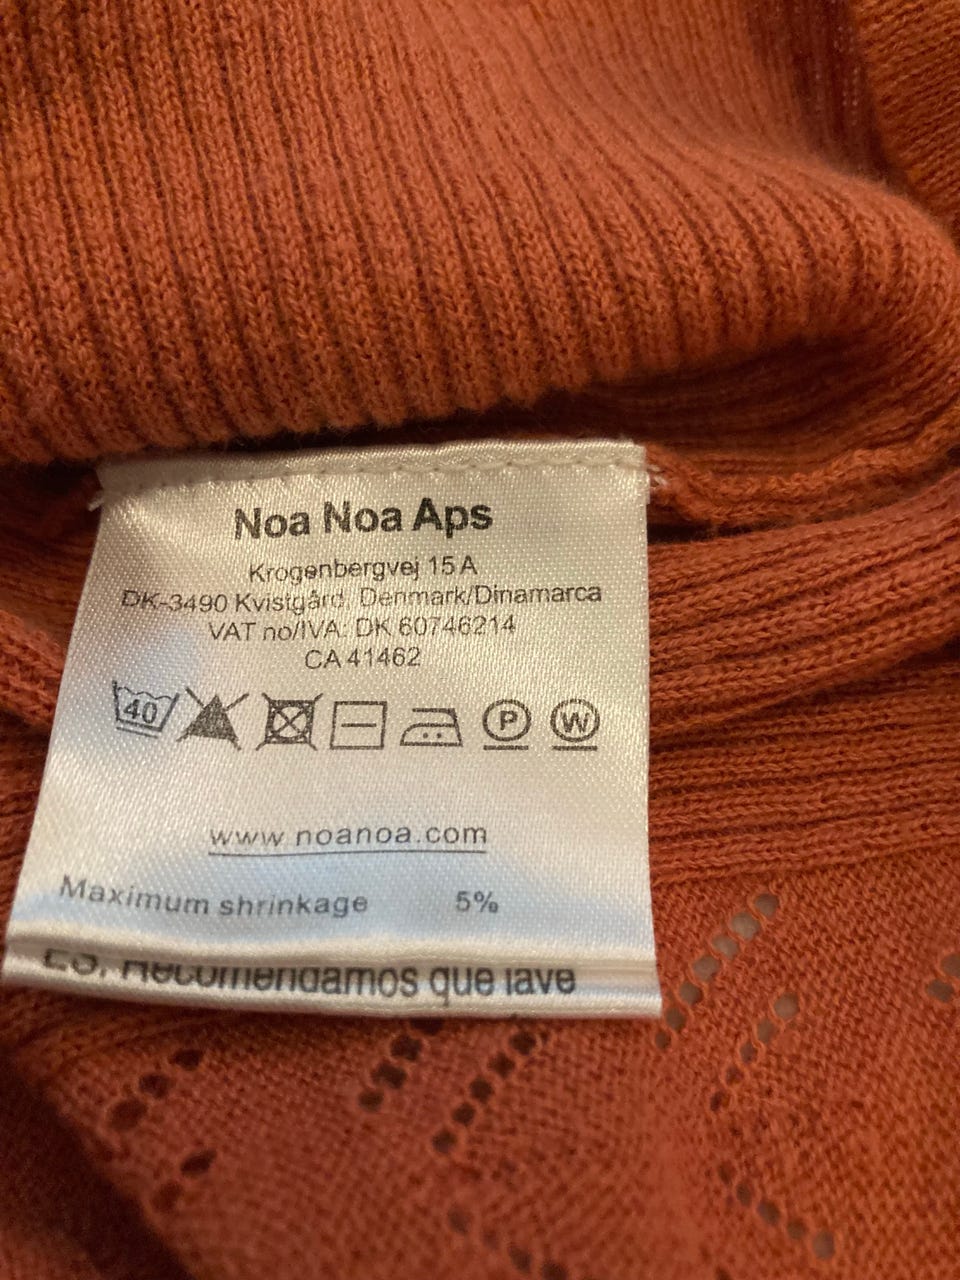 Noa Noa Aps
Krogenbergvej 15 A
DK-3490 Kvistgård, Denmark/Dinamarca
VAT no/IVA: DK 60746214
CA 41462
40 P W
www.noanoa.com
Maximum shrinkage 5%
ES. Recomendamos que lave